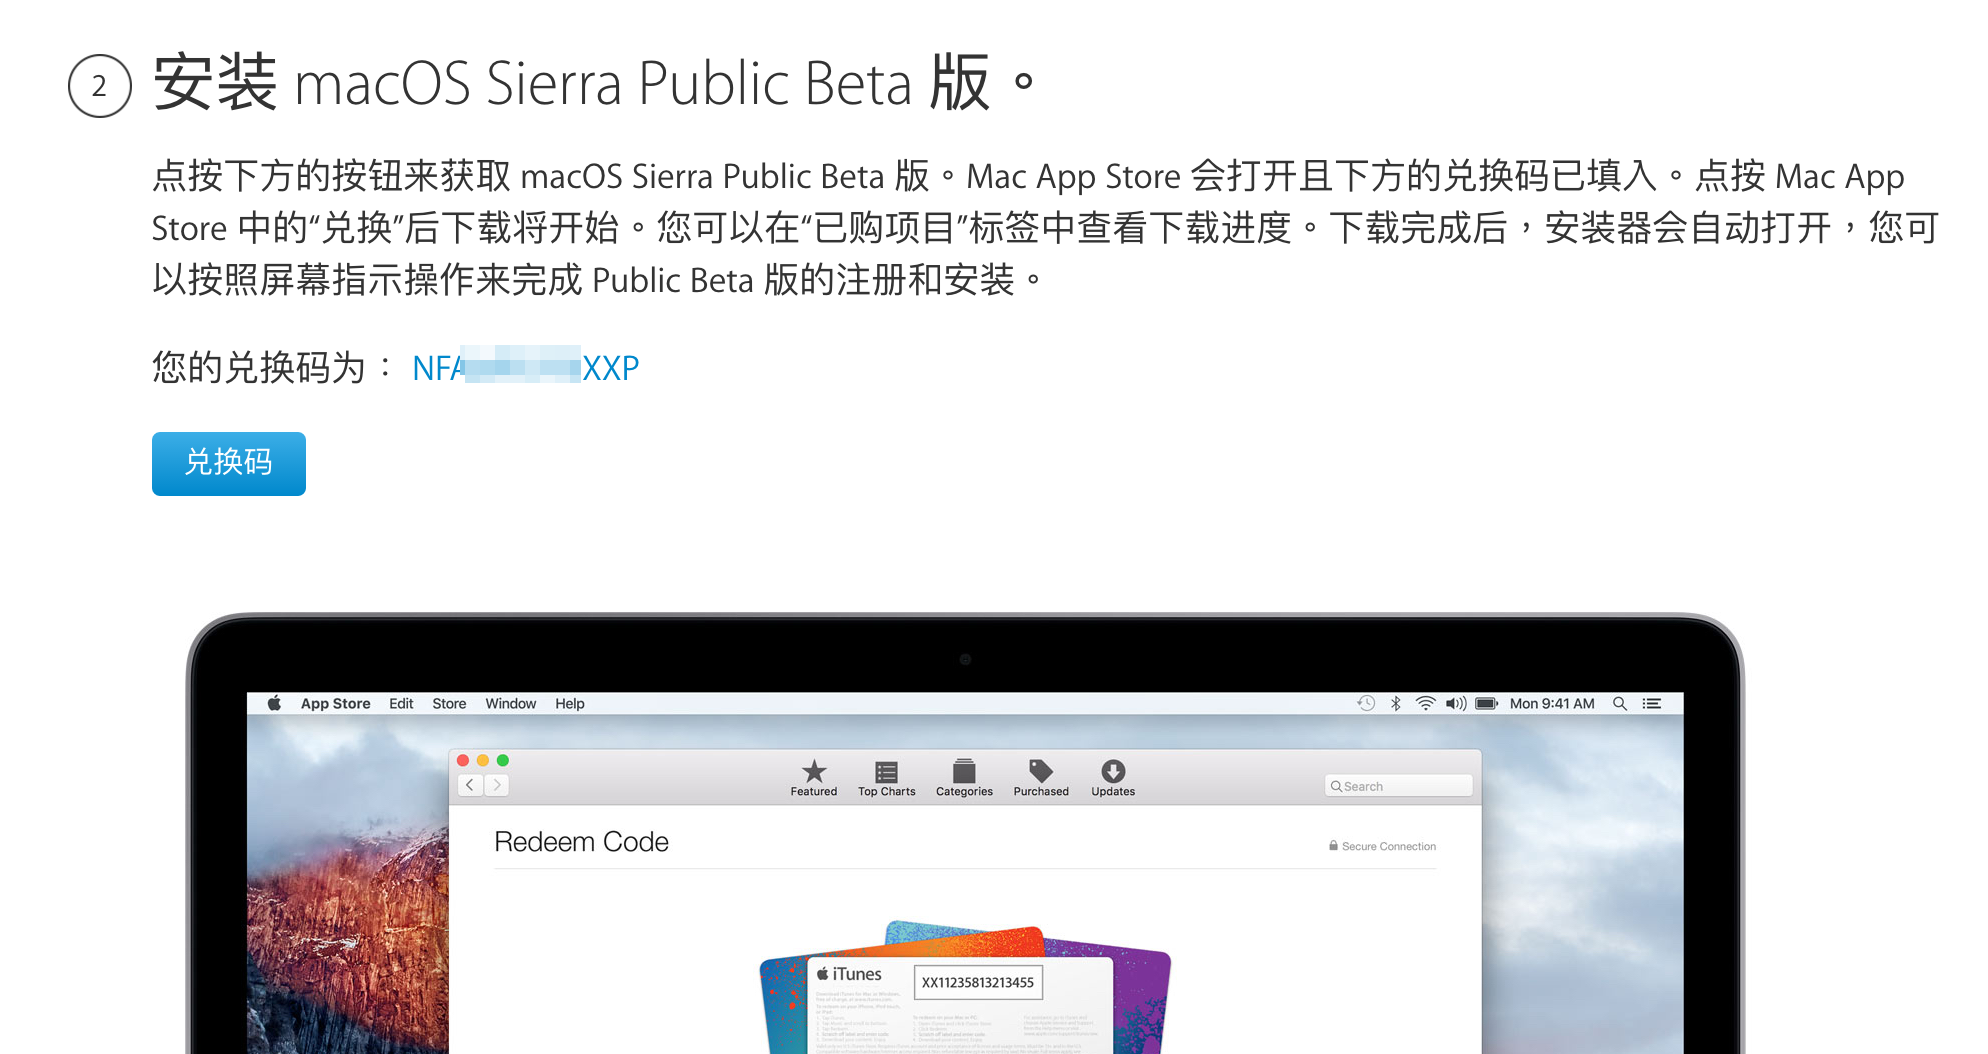 2
安装 macOS Sierra Public Beta 版。
点按下方的按钮来获取 macOS Sierra Public Beta 版。Mac App Store 会打开且下方的兑换码已填入。点按 Mac App
Store 中的“兑换”后下载将开始。您可以在“已购项目”标签中查看下载进度。下载完成后，安装器会自动打开，您可
以按照屏幕指示操作来完成 Public Beta 版的注册和安装。
您的兑换码为： NFA XXP
兑换码
App Store Edit Store Window Help Mon 9:41 AM
Featured Top Charts Categories Purchased Updates Search
Redeem Code Secure Connection
iTunes XX11235813213455